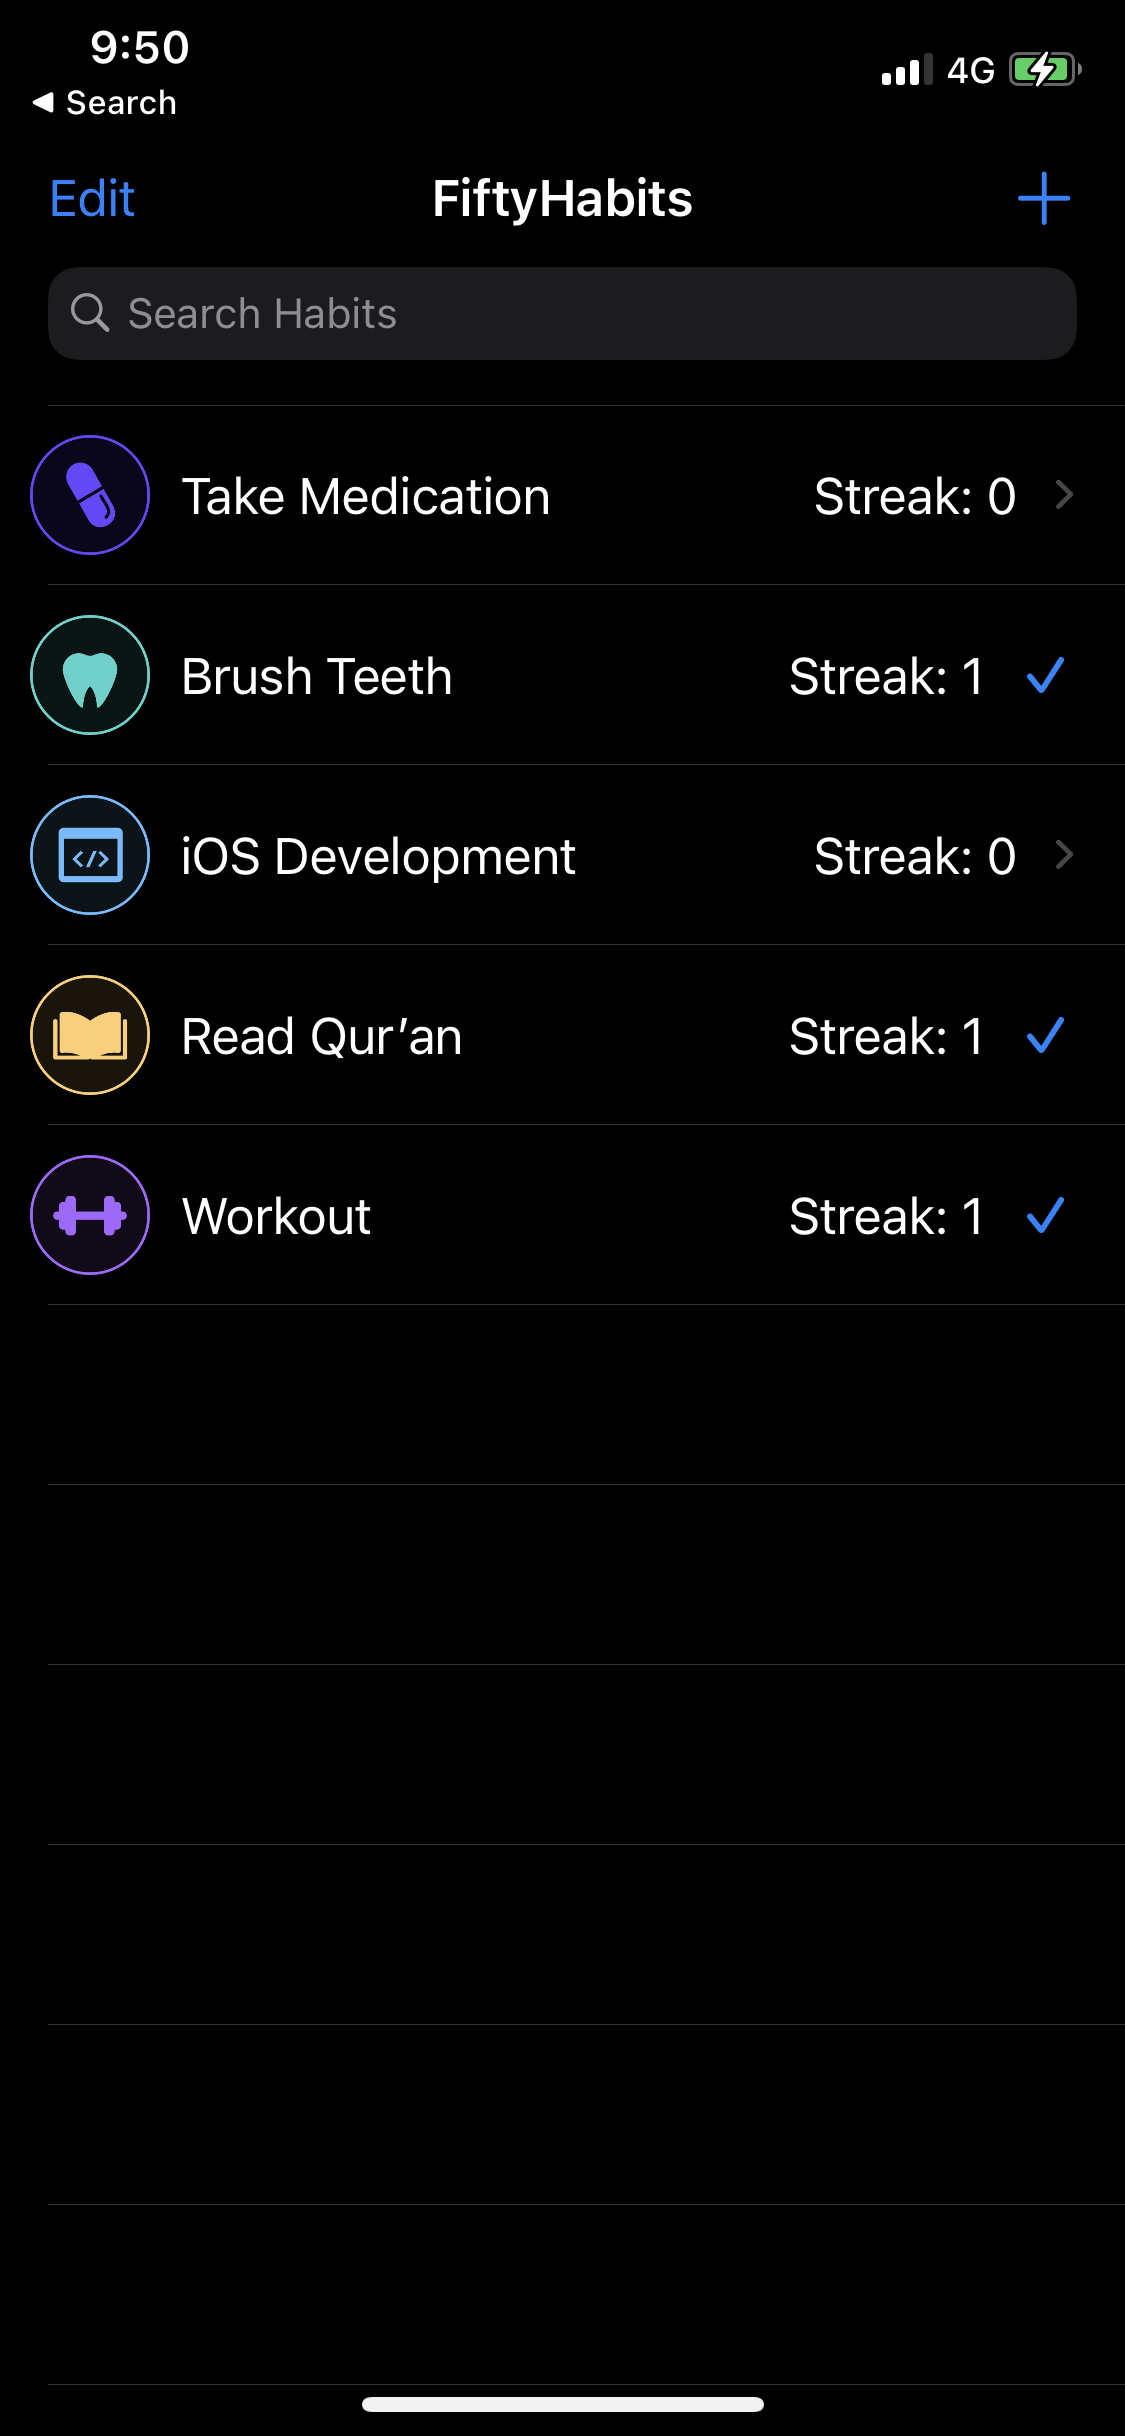 9:50
4G
◀ Search
Edit
FiftyHabits
Search Habits
Take Medication
Streak: 0
Brush Teeth
Streak: 1
iOS Development
Streak: 0
Read Qur’an
Streak: 1
Workout
Streak: 1